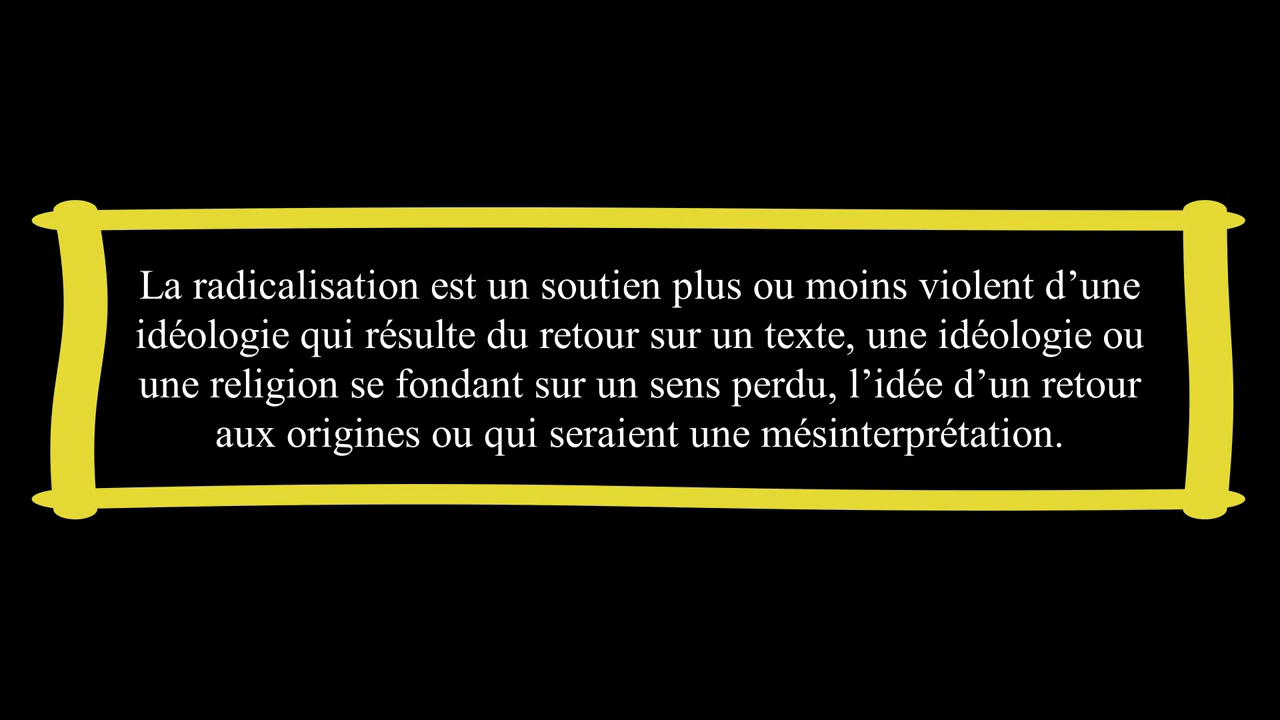 La radicalisation est un soutien plus ou moins violent d’une
idéologie qui résulte du retour sur un texte, une idéologie ou
une religion se fondant sur un sens perdu, l’idée d’un retour
aux origines ou qui seraient une mésinterprétation.